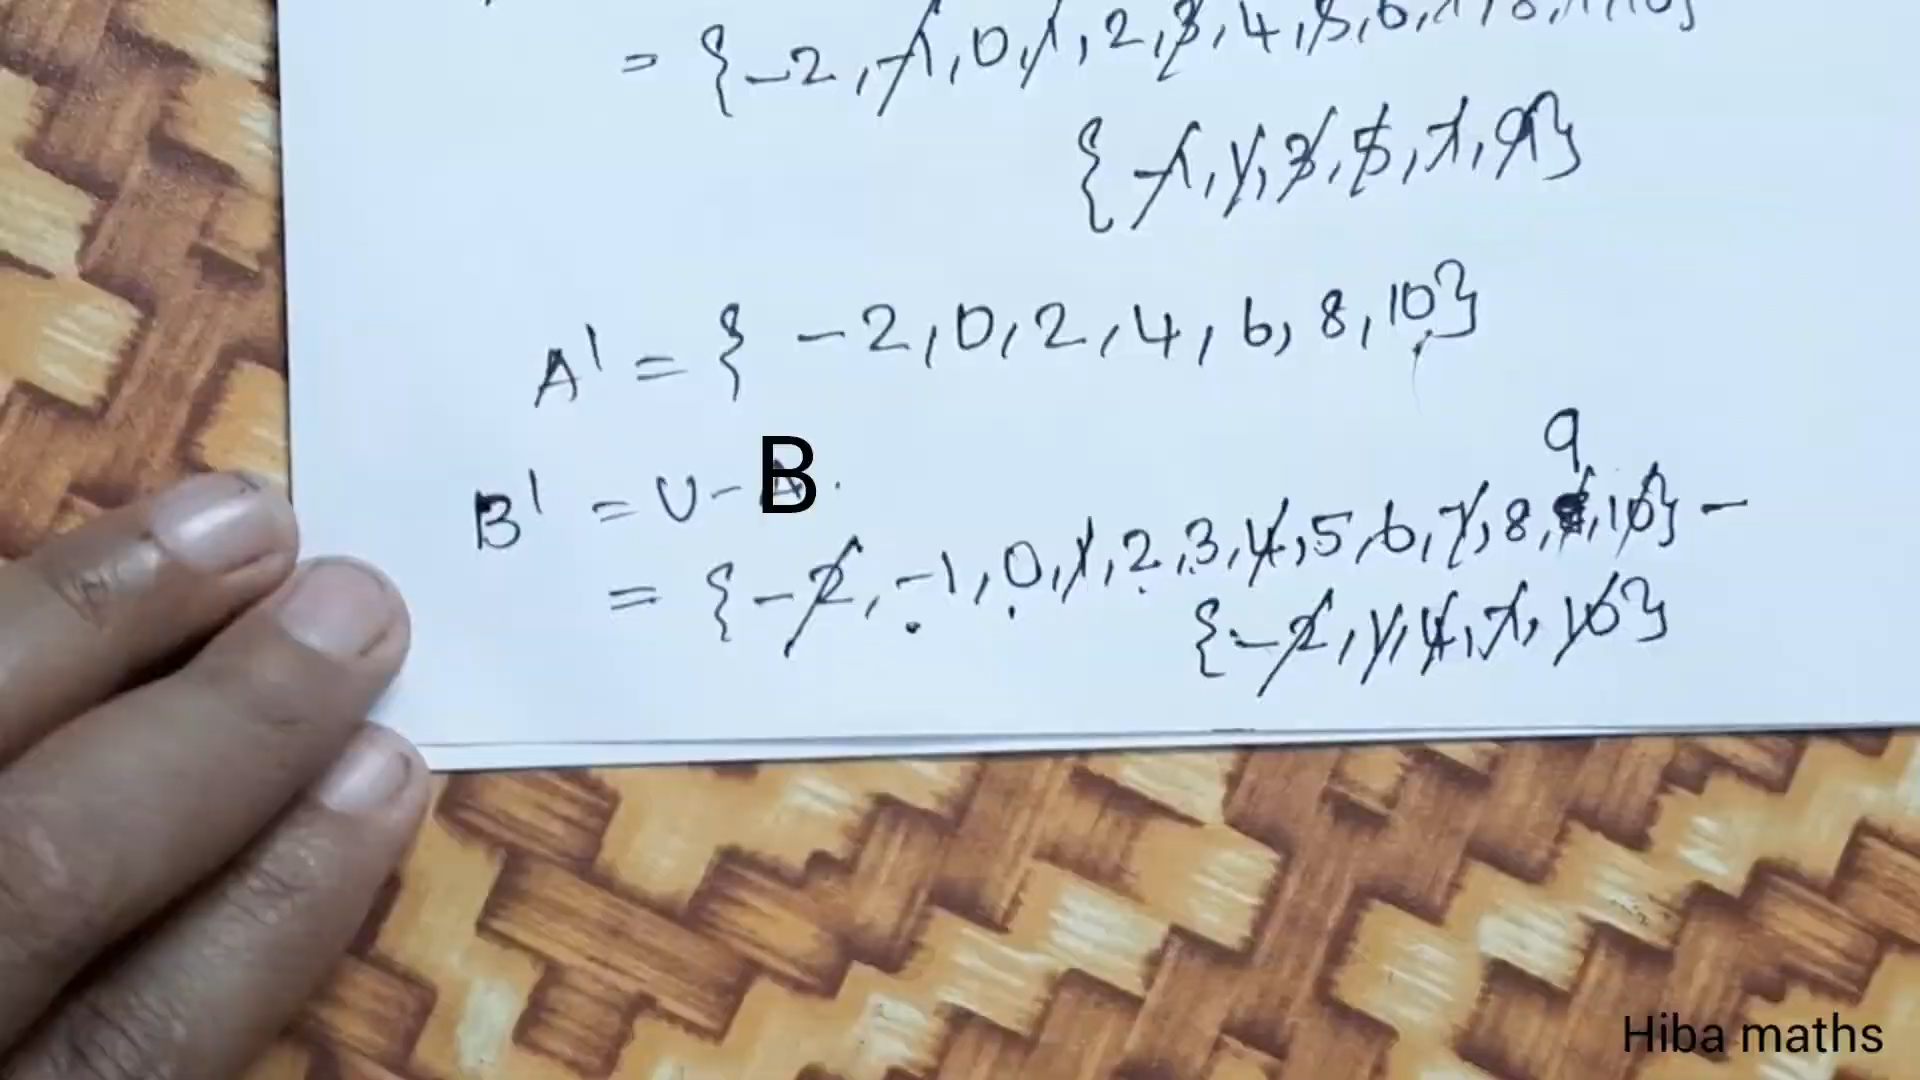 = {-2, -1, 0, 1, 2, 3, 4, 5, 6, 7, 8, 9, 10}
{-1, 1, 3, 5, 7, 9}
A' = { -2, 0, 2, 4, 6, 8, 10}
9
B' = U - B
= {-2, -1, 0, 1, 2, 3, 4, 5, 6, 7, 8, , 10} -
{-2, 1, 4, 7, 10}
Hiba maths